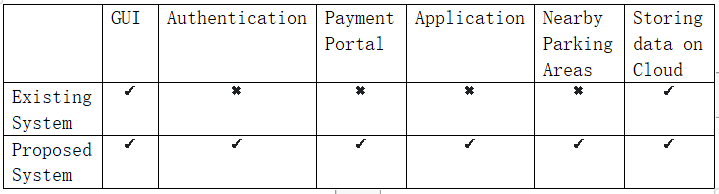 GUI Authentication Payment Portal Application Nearby Parking Areas Storing data on Cloud
Existing System ✔ ✖ ✖ ✖ ✖ ✔
Proposed System ✔ ✔ ✔ ✔ ✔ ✔